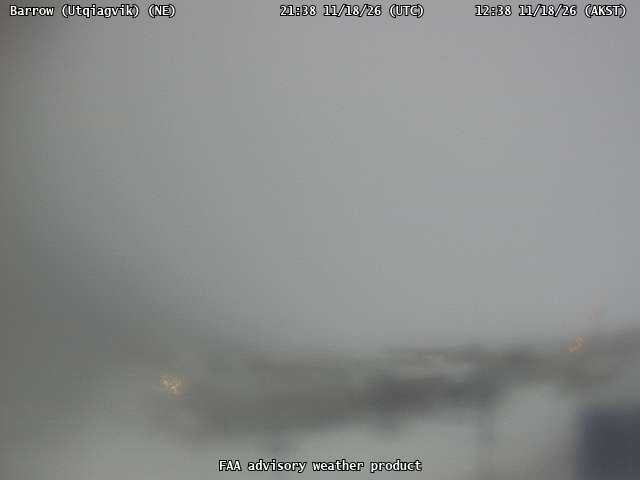 Barrow (Utqiagvik) (NE) 21:38 11/18/26 (UTC) 12:38 11/18/26 (AKST)
FAA advisory weather product